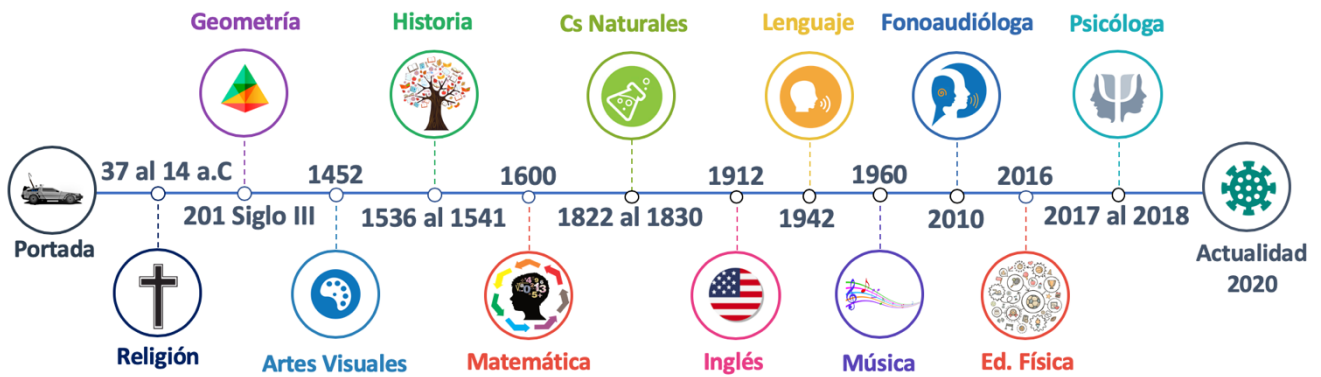 Geometría
Historia
Cs Naturales
Lenguaje
Fonoaudióloga
Psicóloga
37 al 14 a.C
1452
1600
1912
1960
2016
201 Siglo III
1536 al 1541
1822 al 1830
1942
2010
2017 al 2018
Portada
Actualidad
2020
Religión
Artes Visuales
Matemática
Inglés
Música
Ed. Física